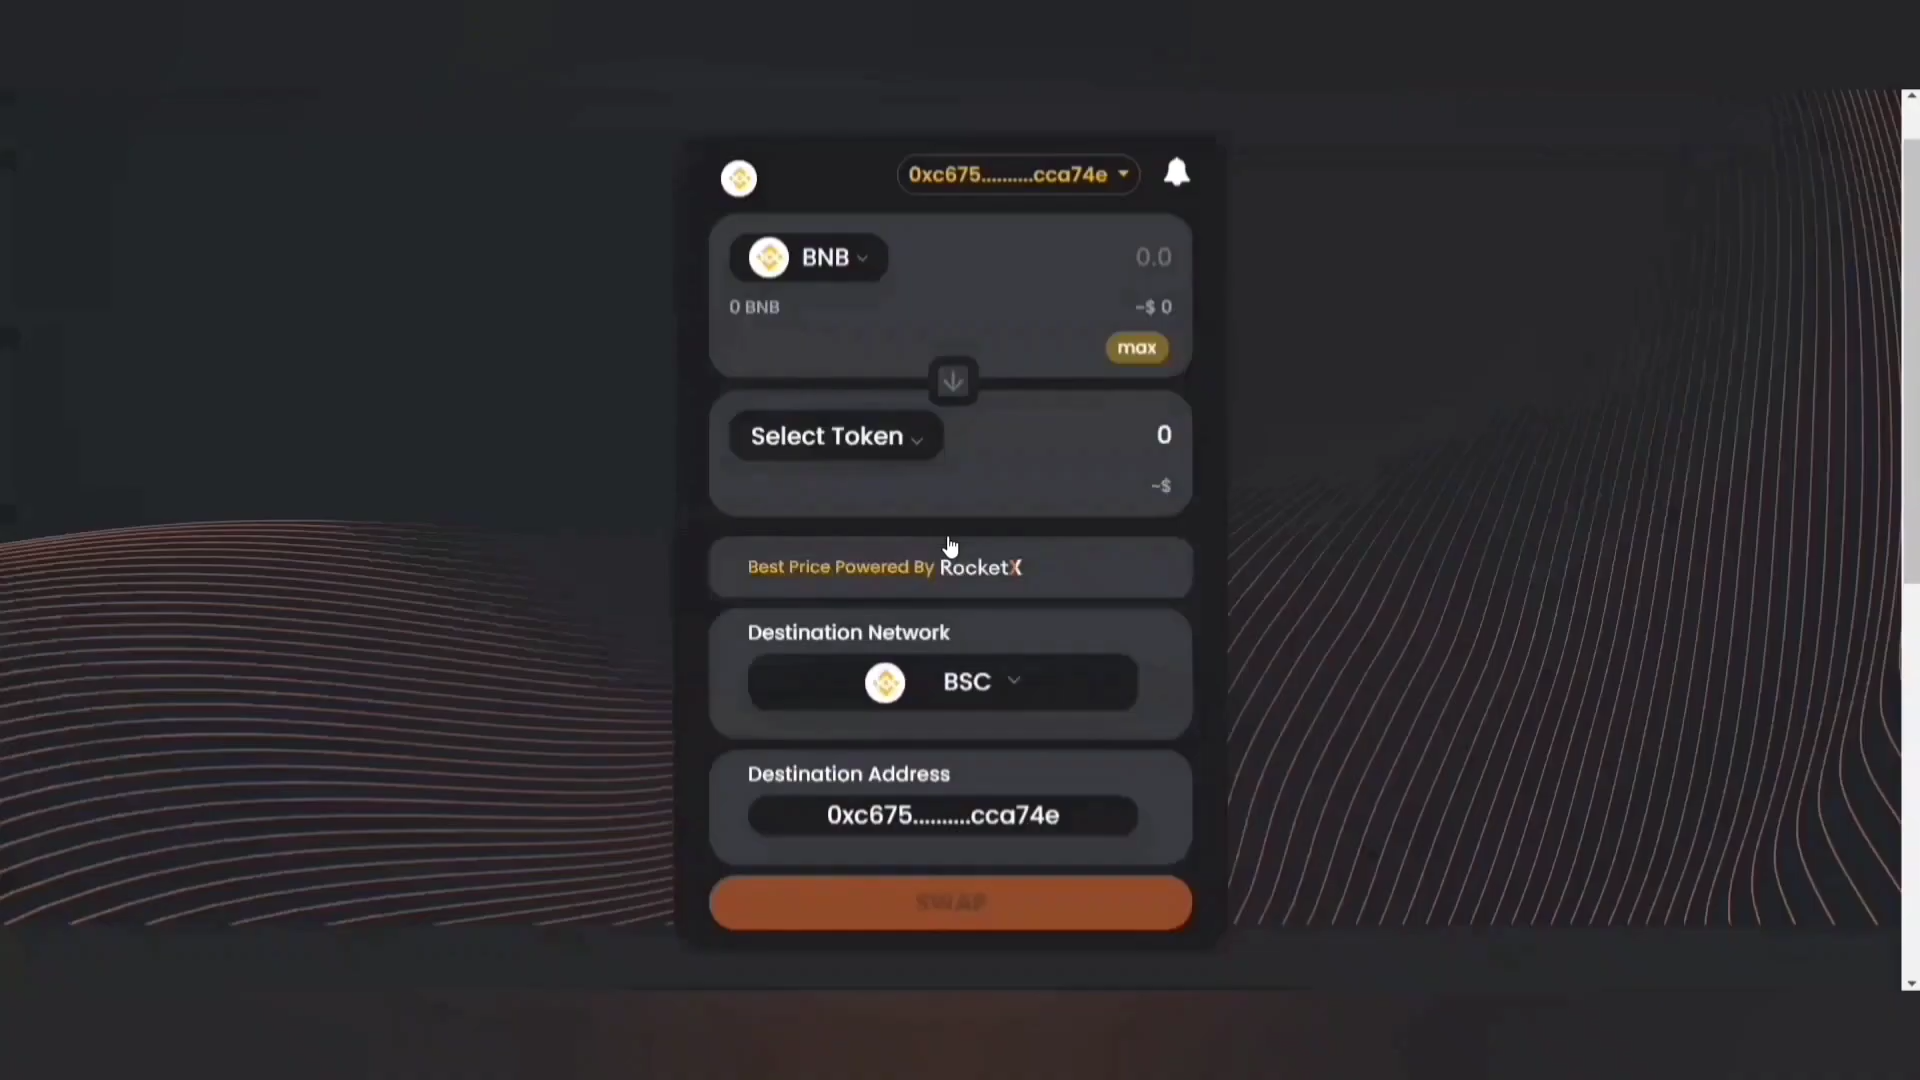 0xc675..........cca74e
BNB
0.0
0 BNB
~$ 0
max
Select Token
0
~$
Best Price Powered By RocketX
Destination Network
BSC
Destination Address
0xc675..........cca74e
SWAP